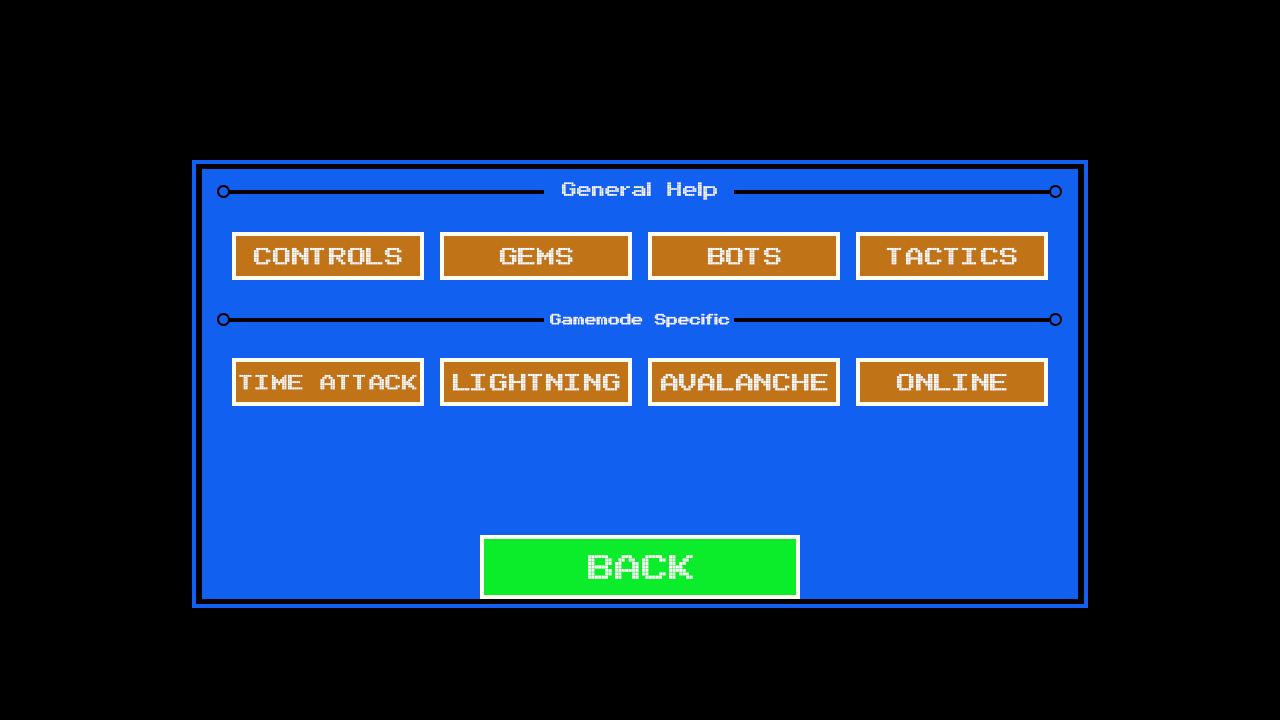 General Help
CONTROLS GEMS BOTS TACTICS
Gamemode Specific
TIME ATTACK LIGHTNING AVALANCHE ONLINE
BACK